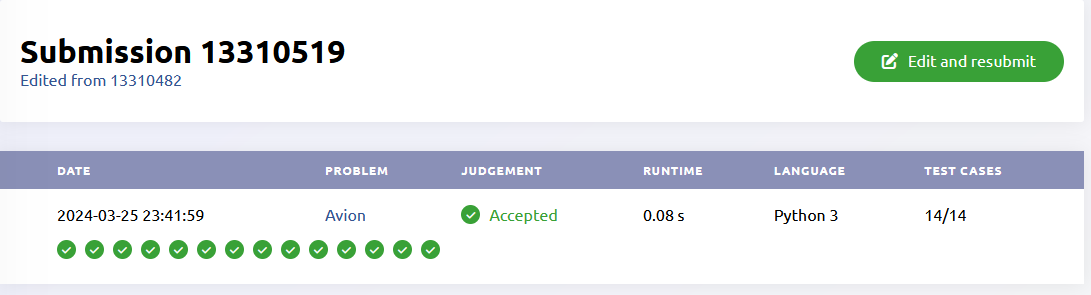 Submission 13310519
Edited from 13310482
Edit and resubmit
DATE PROBLEM JUDGEMENT RUNTIME LANGUAGE TEST CASES
2024-03-25 23:41:59 Avion Accepted 0.08 s Python 3 14/14